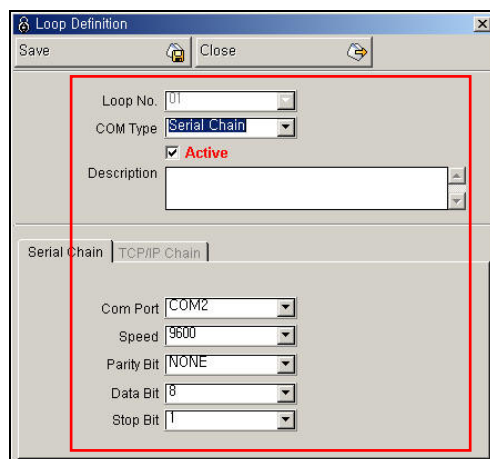 Loop Definition
Save Close
Loop No. 01
COM Type Serial Chain
Active
Description
Serial Chain TCP/IP Chain
Com Port COM2
Speed 9600
Parity Bit NONE
Data Bit 8
Stop Bit 1